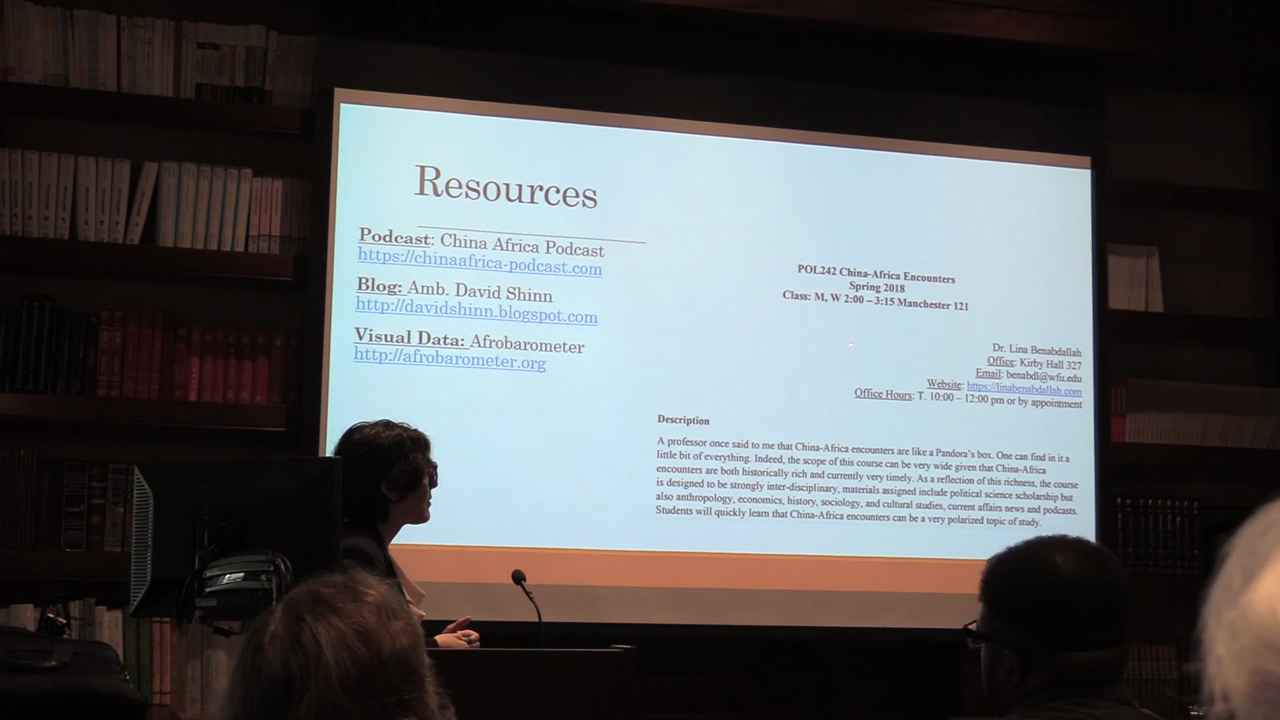 Resources
Podcast: China Africa Podcast
https://chinaafrica-podcast.com
Blog: Amb. David Shinn
http://davidshinn.blogspot.com
Visual Data: Afrobarometer
http://afrobarometer.org
POL242 China-Africa Encounters
Spring 2018
Class: M, W 2:00 – 3:15 Manchester 121
Dr. Lina Benabdallah
Office: Kirby Hall 327
Email: benabdl@wfu.edu
Website: https://linabenabdallah.com
Office Hours: T. 10:00 – 12:00 pm or by appointment
Description
A professor once said to me that China-Africa encounters are like a Pandora's box. One can find in it a
little bit of everything. Indeed, the scope of this course can be very wide given that China-Africa
encounters are both historically rich and currently very timely. As a reflection of this richness, the course
is designed to be strongly inter-disciplinary, materials assigned include political science scholarship but
also anthropology, economics, history, sociology, and cultural studies, current affairs news and podcasts.
Students will quickly learn that China-Africa encounters can be a very polarized topic of study.